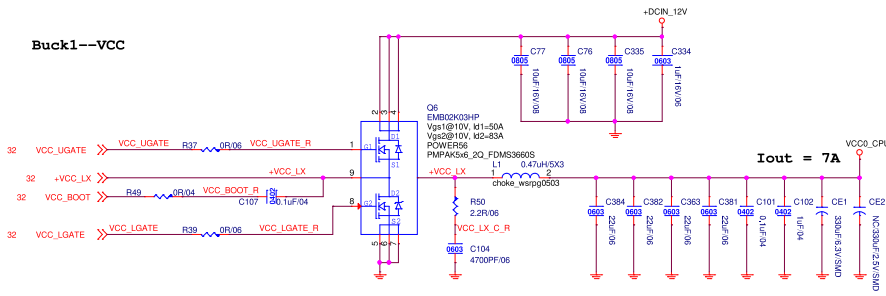 +DCIN_12V
Buck1--VCC
C77
0805
10uF/16V/08
C76
0805
10uF/16V/08
C335
0805
10uF/16V/08
C334
0603
1uF/16V/06
Q6
EMB02K03HP
Vgs1@10V, Id1=50A
Vgs2@10V, Id2=83A
POWER56
PMPAK5x6_2Q_FDMS3660S
2 3 4
D1
G1
S1
D2
G2
S2
5 6 7
32 VCC_UGATE VCC_UGATE R37 0R/06 VCC_UGATE_R 1
32 +VCC_LX +VCC_LX 9
32 VCC_BOOT R49 0R/04 VCC_BOOT_R C107 0402 0.1uF/04
8
32 VCC_LGATE VCC_LGATE R39 0R/06 VCC_LGATE_R
+VCC_LX
L1 0.47uH/5X3
1 2
choke_wsrpg0503
R50
2.2R/06
VCC_LX_C_R
C104
0603
4700PF/06
VCC0_CPU
Iout = 7A
C384
0603
22uF/06
C382
0603
22uF/06
C363
0603
22uF/06
C381
0603
22uF/06
C101
0402
0.1uF/04
C102
0402
1uF/04
CE1
330uF/6.3V/SMD
CE2
NC/330uF/2.5V/SMD